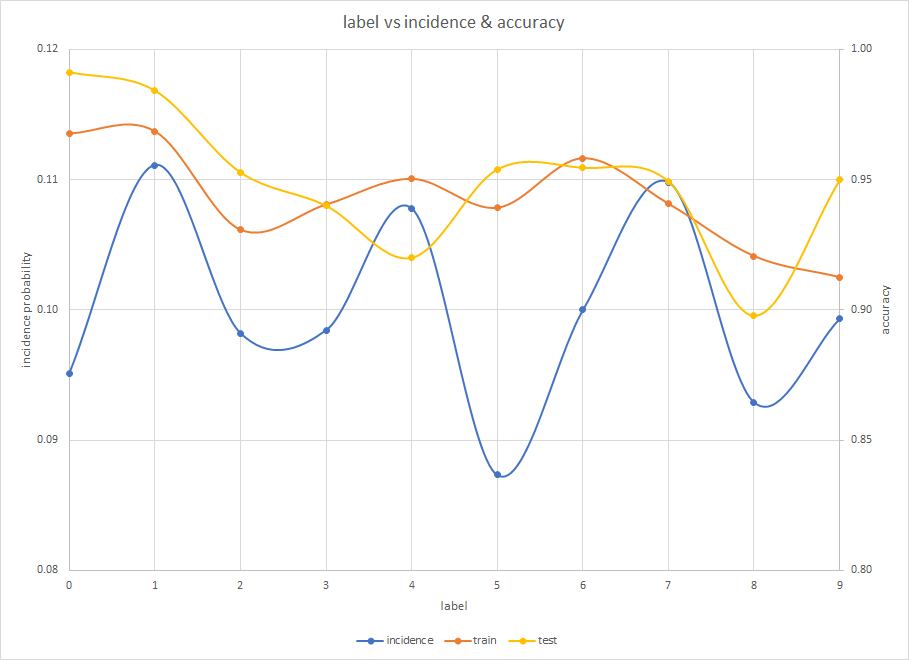 label vs incidence & accuracy
0.12
1.00
0.11
0.95
incidence probability
accuracy
0.10
0.90
0.09
0.85
0.08
0.80
0 1 2 3 4 5 6 7 8 9
label
incidence train test